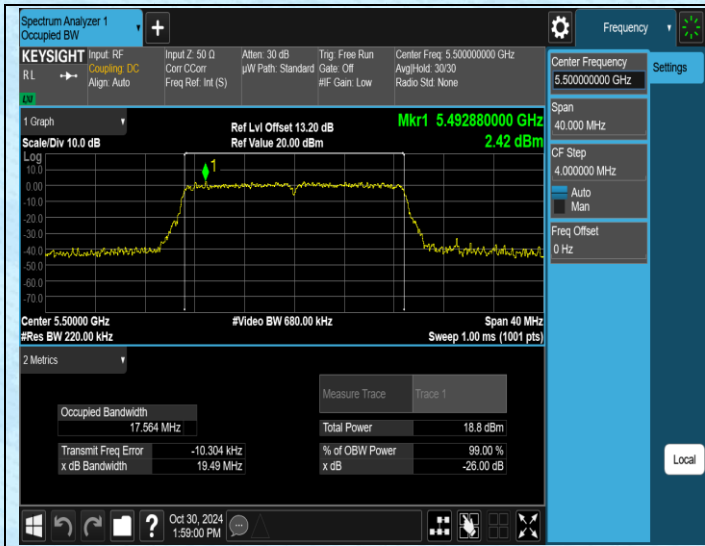 Spectrum Analyzer 1
Occupied BW
+
Frequency
KEYSIGHT
Input: RF
Input Z: 50 Ω
Atten: 30 dB
Trig: Free Run
Center Freq: 5.500000000 GHz
RL
Coupling: DC
Corr CCorr
µW Path: Standard
Gate: Off
Avg|Hold: 30/30
Align: Auto
Freq Ref: Int (S)
#IF Gain: Low
Radio Std: None
LXI
Center Frequency
5.500000000 GHz
Settings
Span
40.000 MHz
CF Step
4.000000 MHz
Auto
Man
Freq Offset
0 Hz
Local
1 Graph
Ref Lvl Offset 13.20 dB
Mkr1 5.492880000 GHz
Scale/Div 10.0 dB
Ref Value 20.00 dBm
2.42 dBm
Log
1
10.0
0.00
-10.0
-20.0
-30.0
-40.0
-50.0
-60.0
-70.0
Center 5.50000 GHz
#Video BW 680.00 kHz
Span 40 MHz
#Res BW 220.00 kHz
Sweep 1.00 ms (1001 pts)
2 Metrics
Measure Trace
Trace 1
Occupied Bandwidth
17.564 MHz
Total Power
18.8 dBm
Transmit Freq Error
-10.304 kHz
% of OBW Power
99.00 %
x dB Bandwidth
19.49 MHz
x dB
-26.00 dB
?
Oct 30, 2024
1:59:00 PM